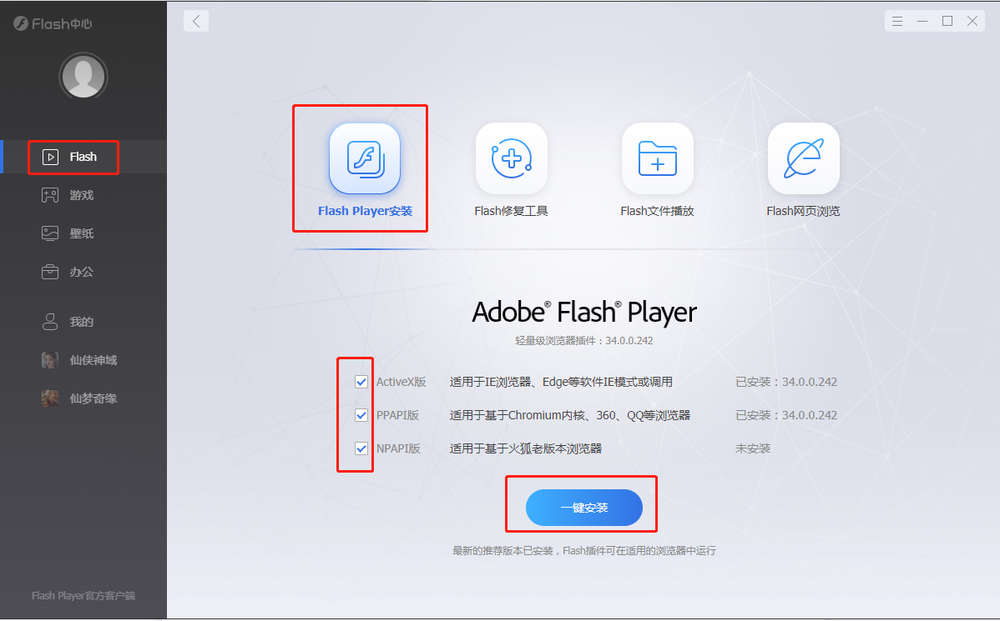 Flash中心
Flash
游戏
壁纸
办公
我的
仙侠神域
仙梦奇缘
Flash Player官方客户端
Flash Player安装
Flash修复工具
Flash文件播放
Flash网页浏览
Adobe® Flash® Player
轻量级浏览器插件：34.0.0.242
ActiveX版 适用于IE浏览器、Edge等软件IE模式或调用 已安装：34.0.0.242
PPAPI版 适用于基于Chromium内核、360、QQ等浏览器 已安装：34.0.0.242
NPAPI版 适用于基于火狐老版本浏览器 未安装
一键安装
最新的推荐版本已安装，Flash插件可在适用的浏览器中运行